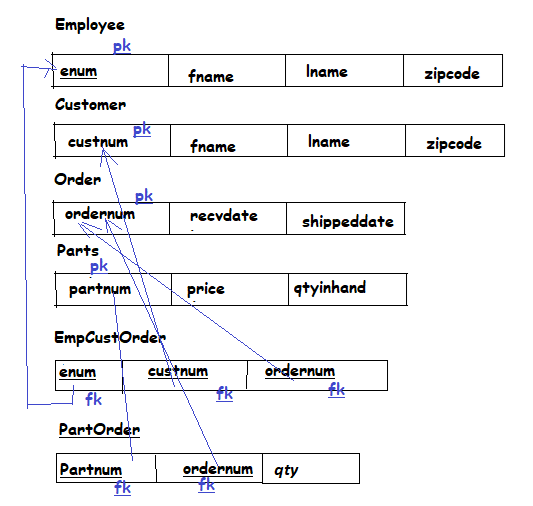 Employee
pk
enum fname lname zipcode
Customer
pk
custnum fname lname zipcode
Order
pk
ordernum recvdate shippeddate
Parts
pk
partnum price qtyinhand
EmpCustOrder
enum custnum ordernum
fk fk fk
PartOrder
Partnum ordernum qty
fk fk